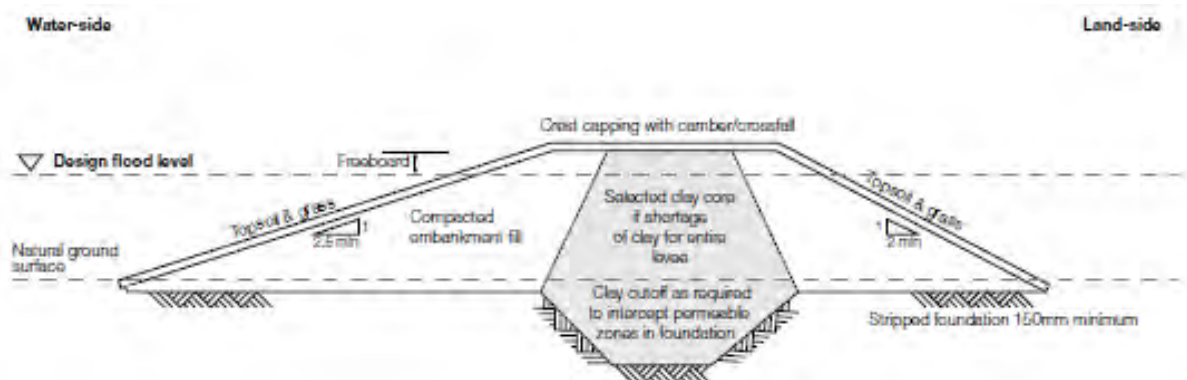 Water-side
Land-side
Crest capping with camber/crossfall
Design flood level
Freeboard
Topsoil & grass
Topsoil & grass
1
2.5 min
Compacted
embankment fill
Selected clay core
if shortage
of clay for entire
levee
1
2 min
Natural ground
surface
Clay cutoff as required
to intercept permeable
zones in foundation
Stripped foundation 150mm minimum